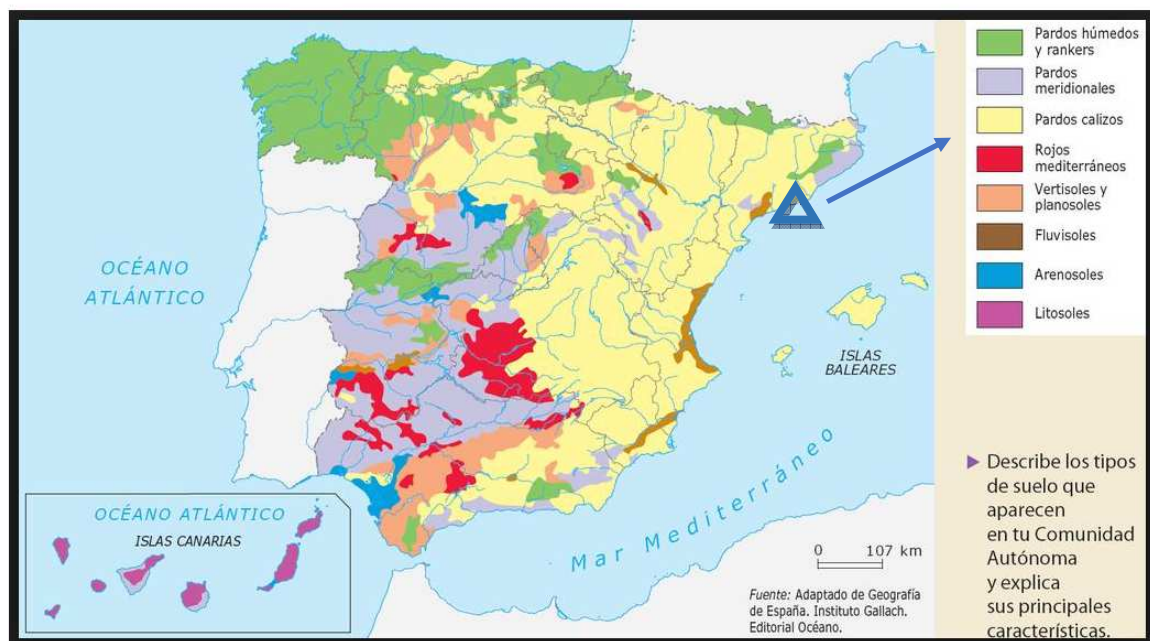 Pardos húmedos
y rankers
Pardos
meridionales
Pardos calizos
Rojos
mediterráneos
Vertisoles y
planosoles
Fluvisoles
Arenosoles
Litosoles
OCÉANO
ATLÁNTICO
ISLAS
BALEARES
Mar Mediterráneo
OCÉANO ATLÁNTICO
ISLAS CANARIAS
0 107 km
Fuente: Adaptado de Geografía
de España. Instituto Gallach.
Editorial Océano.
▶ Describe los tipos
de suelo que
aparecen
en tu Comunidad
Autónoma
y explica
sus principales
características.